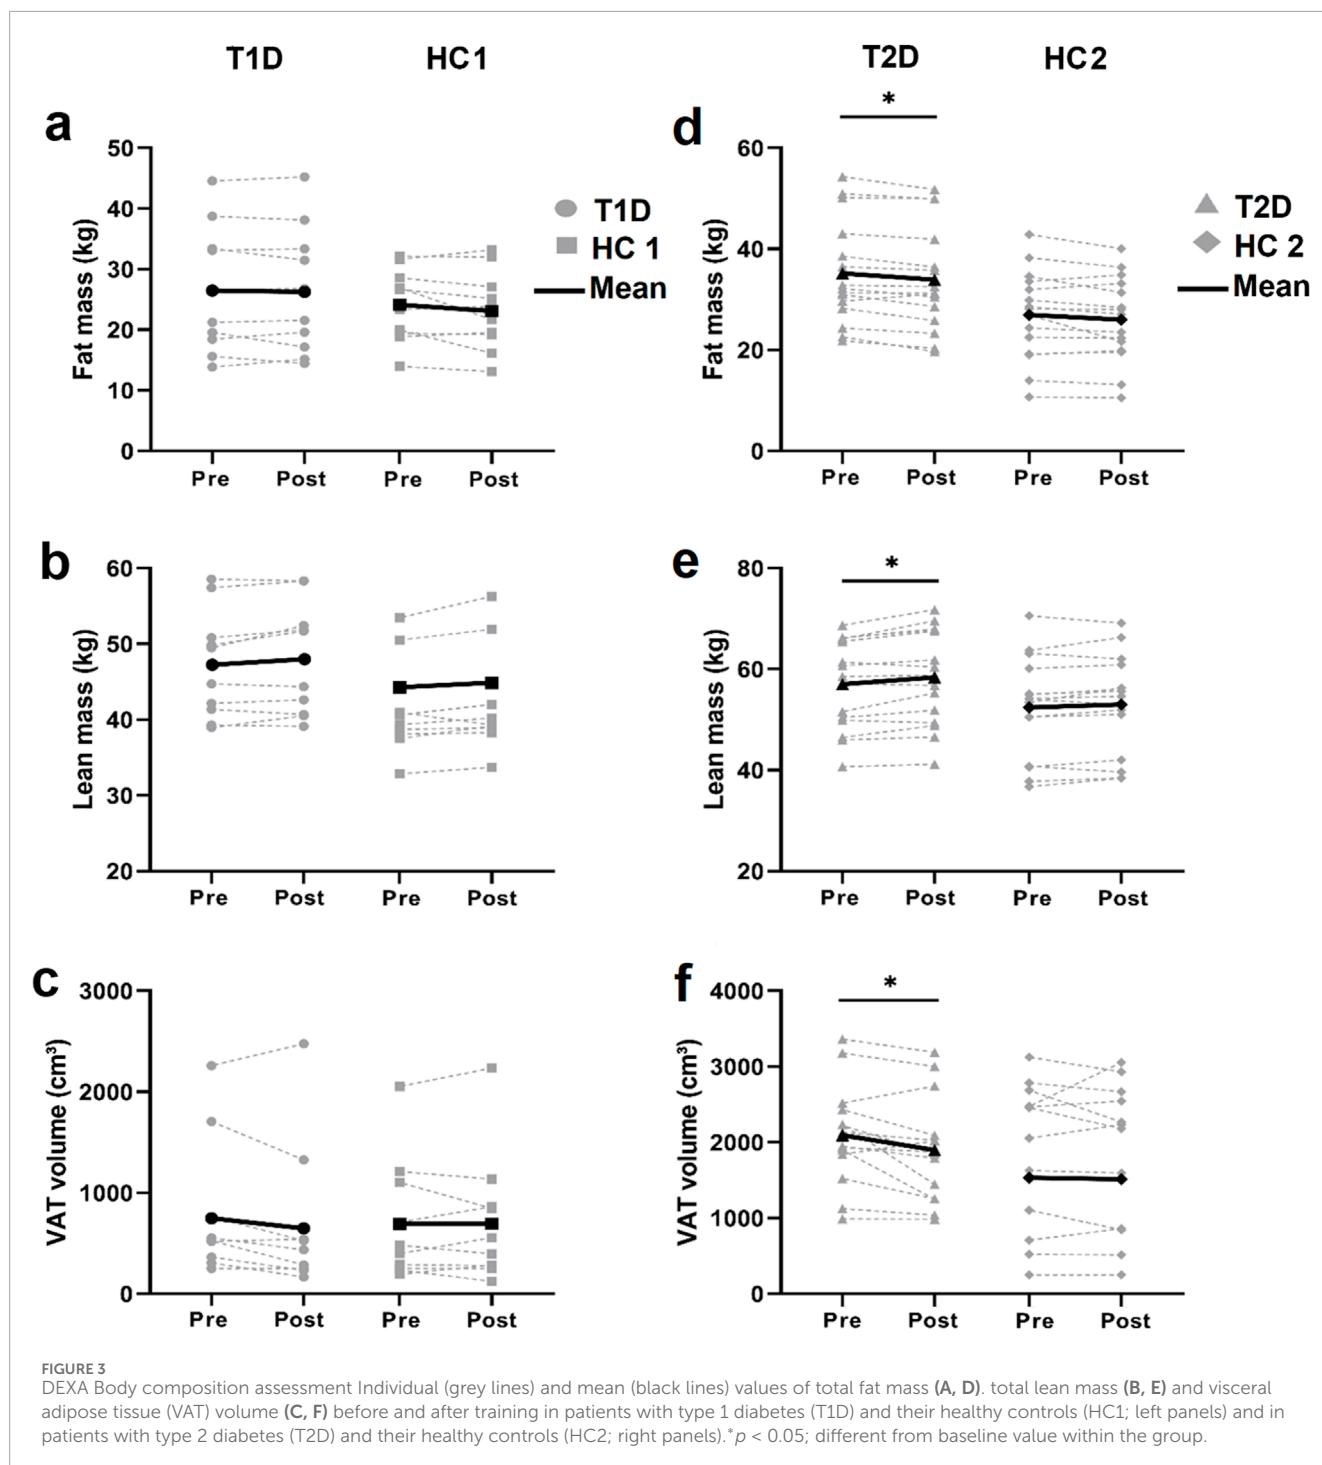 T1D HC1 T2D HC2
a
50
40
30
20
10
0
Fat mass (kg)
Pre Post Pre Post
T1D
HC 1
Mean
d
*
60
40
20
0
Fat mass (kg)
Pre Post Pre Post
T2D
HC 2
Mean
b
60
50
40
30
20
Lean mass (kg)
Pre Post Pre Post
e
*
80
60
40
20
Lean mass (kg)
Pre Post Pre Post
c
3000
2000
1000
0
VAT volume (cm³)
Pre Post Pre Post
f
*
4000
3000
2000
1000
0
VAT volume (cm³)
Pre Post Pre Post
FIGURE 3
DEXA Body composition assessment Individual (grey lines) and mean (black lines) values of total fat mass (A, D). total lean mass (B, E) and visceral
adipose tissue (VAT) volume (C, F) before and after training in patients with type 1 diabetes (T1D) and their healthy controls (HC1; left panels) and in
patients with type 2 diabetes (T2D) and their healthy controls (HC2; right panels).*p < 0.05; different from baseline value within the group.